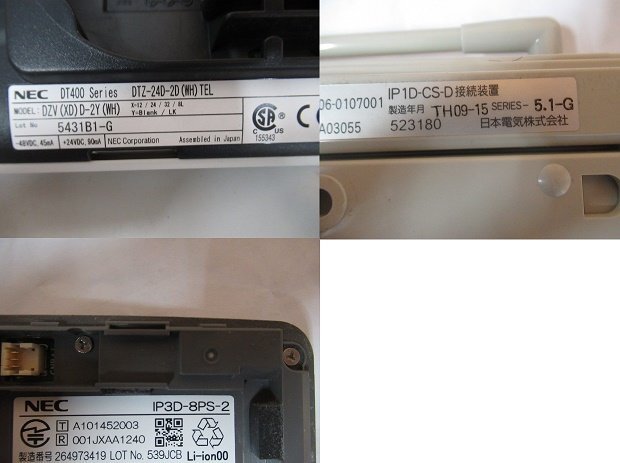 NEC DT400 Series DTZ-24D-2D(WH)TEL
MODEL: DZV(XD)D-2Y(WH) X=12 / 24 / 32 / 8L
Y=Blank / LK
Lot No 5431B1-G
-48VDC, 45mA +24VDC, 90mA NEC Corporation Assembled in Japan
C US
155343
IP1D-CS-D 接続装置
06-0107001 製造年月 TH09-15 SERIES- 5.1-G
A03055 523180 日本電気株式会社
NEC IP3D-8PS-2
T A101452003
R 001JXAA1240
製造番号 264973419 LOT No. 539JCB Li-ion00